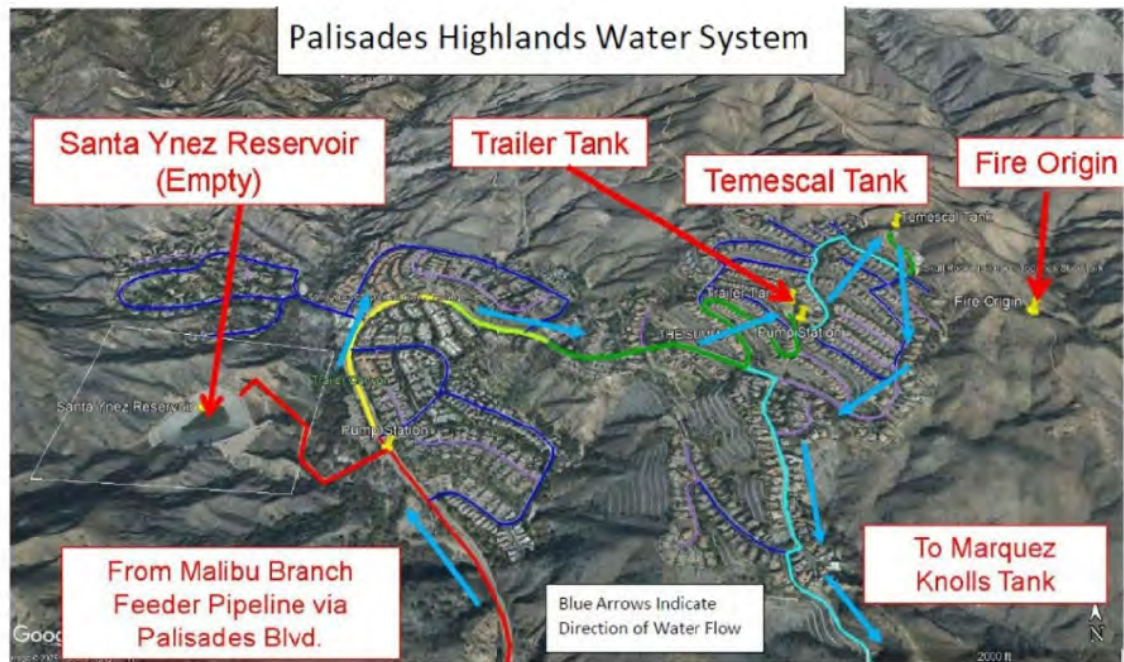 Palisades Highlands Water System
Santa Ynez Reservoir
(Empty)
Trailer Tank
Temescal Tank
Fire Origin
Temescal Tank
Trailer Tank
Fire Origin
THE SUMMIT
Pump Station
Santa Ynez Reservoir
Pump Station
From Malibu Branch
Feeder Pipeline via
Palisades Blvd.
Blue Arrows Indicate
Direction of Water Flow
To Marquez
Knolls Tank
N
2000 ft